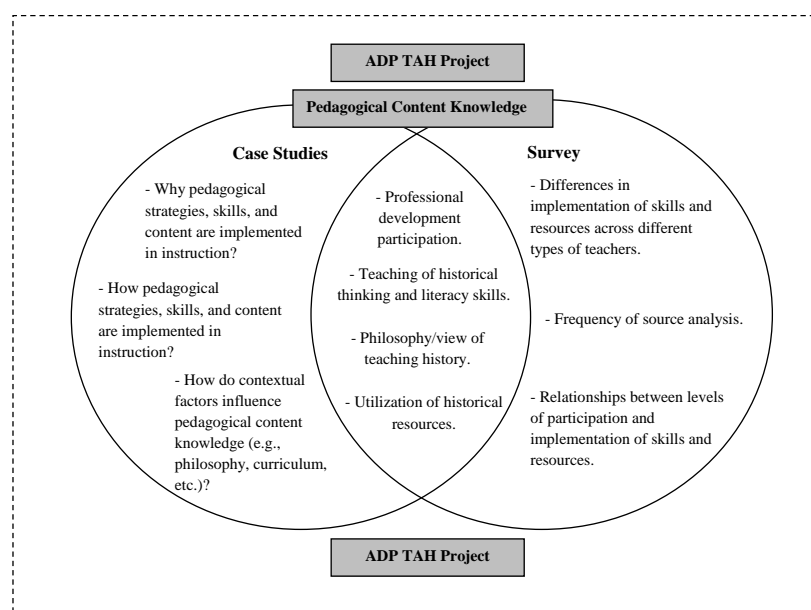 ADP TAH Project
Pedagogical Content Knowledge
Case Studies
- Why pedagogical
strategies, skills, and
content are implemented
in instruction?
- How pedagogical
strategies, skills, and content
are implemented in
instruction?
- How do contextual
factors influence
pedagogical content
knowledge (e.g.,
philosophy, curriculum,
etc.)?
- Professional
development
participation.
- Teaching of historical
thinking and literacy skills.
- Philosophy/view of
teaching history.
- Utilization of historical
resources.
Survey
- Differences in
implementation of skills and
resources across different
types of teachers.
- Frequency of source analysis.
- Relationships between levels
of participation and
implementation of skills and
resources.
ADP TAH Project